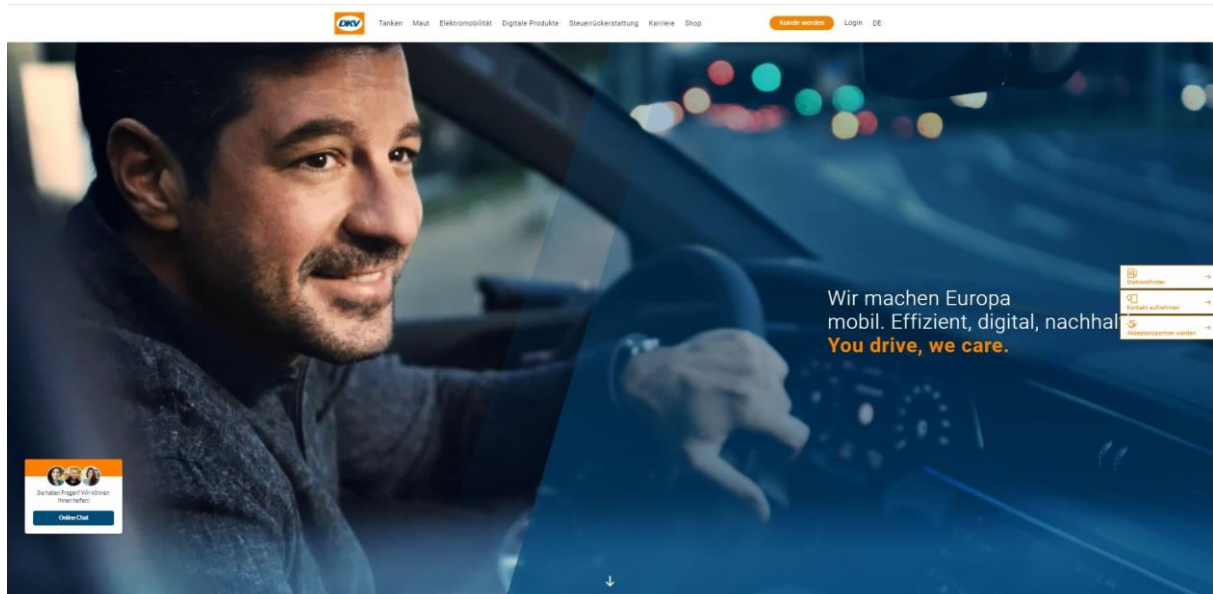 DKV
Tanken Maut Elektromobilität Digitale Produkte Steuerrückerstattung Karriere Shop
Kunde werden
Login DE
Wir machen Europa
mobil. Effizient, digital, nachhal
You drive, we care.
Stationsfinder
Kontakt aufnehmen
Akzeptanzpartner werden
Sie haben Fragen? Wir können
Ihnen helfen!
Online Chat